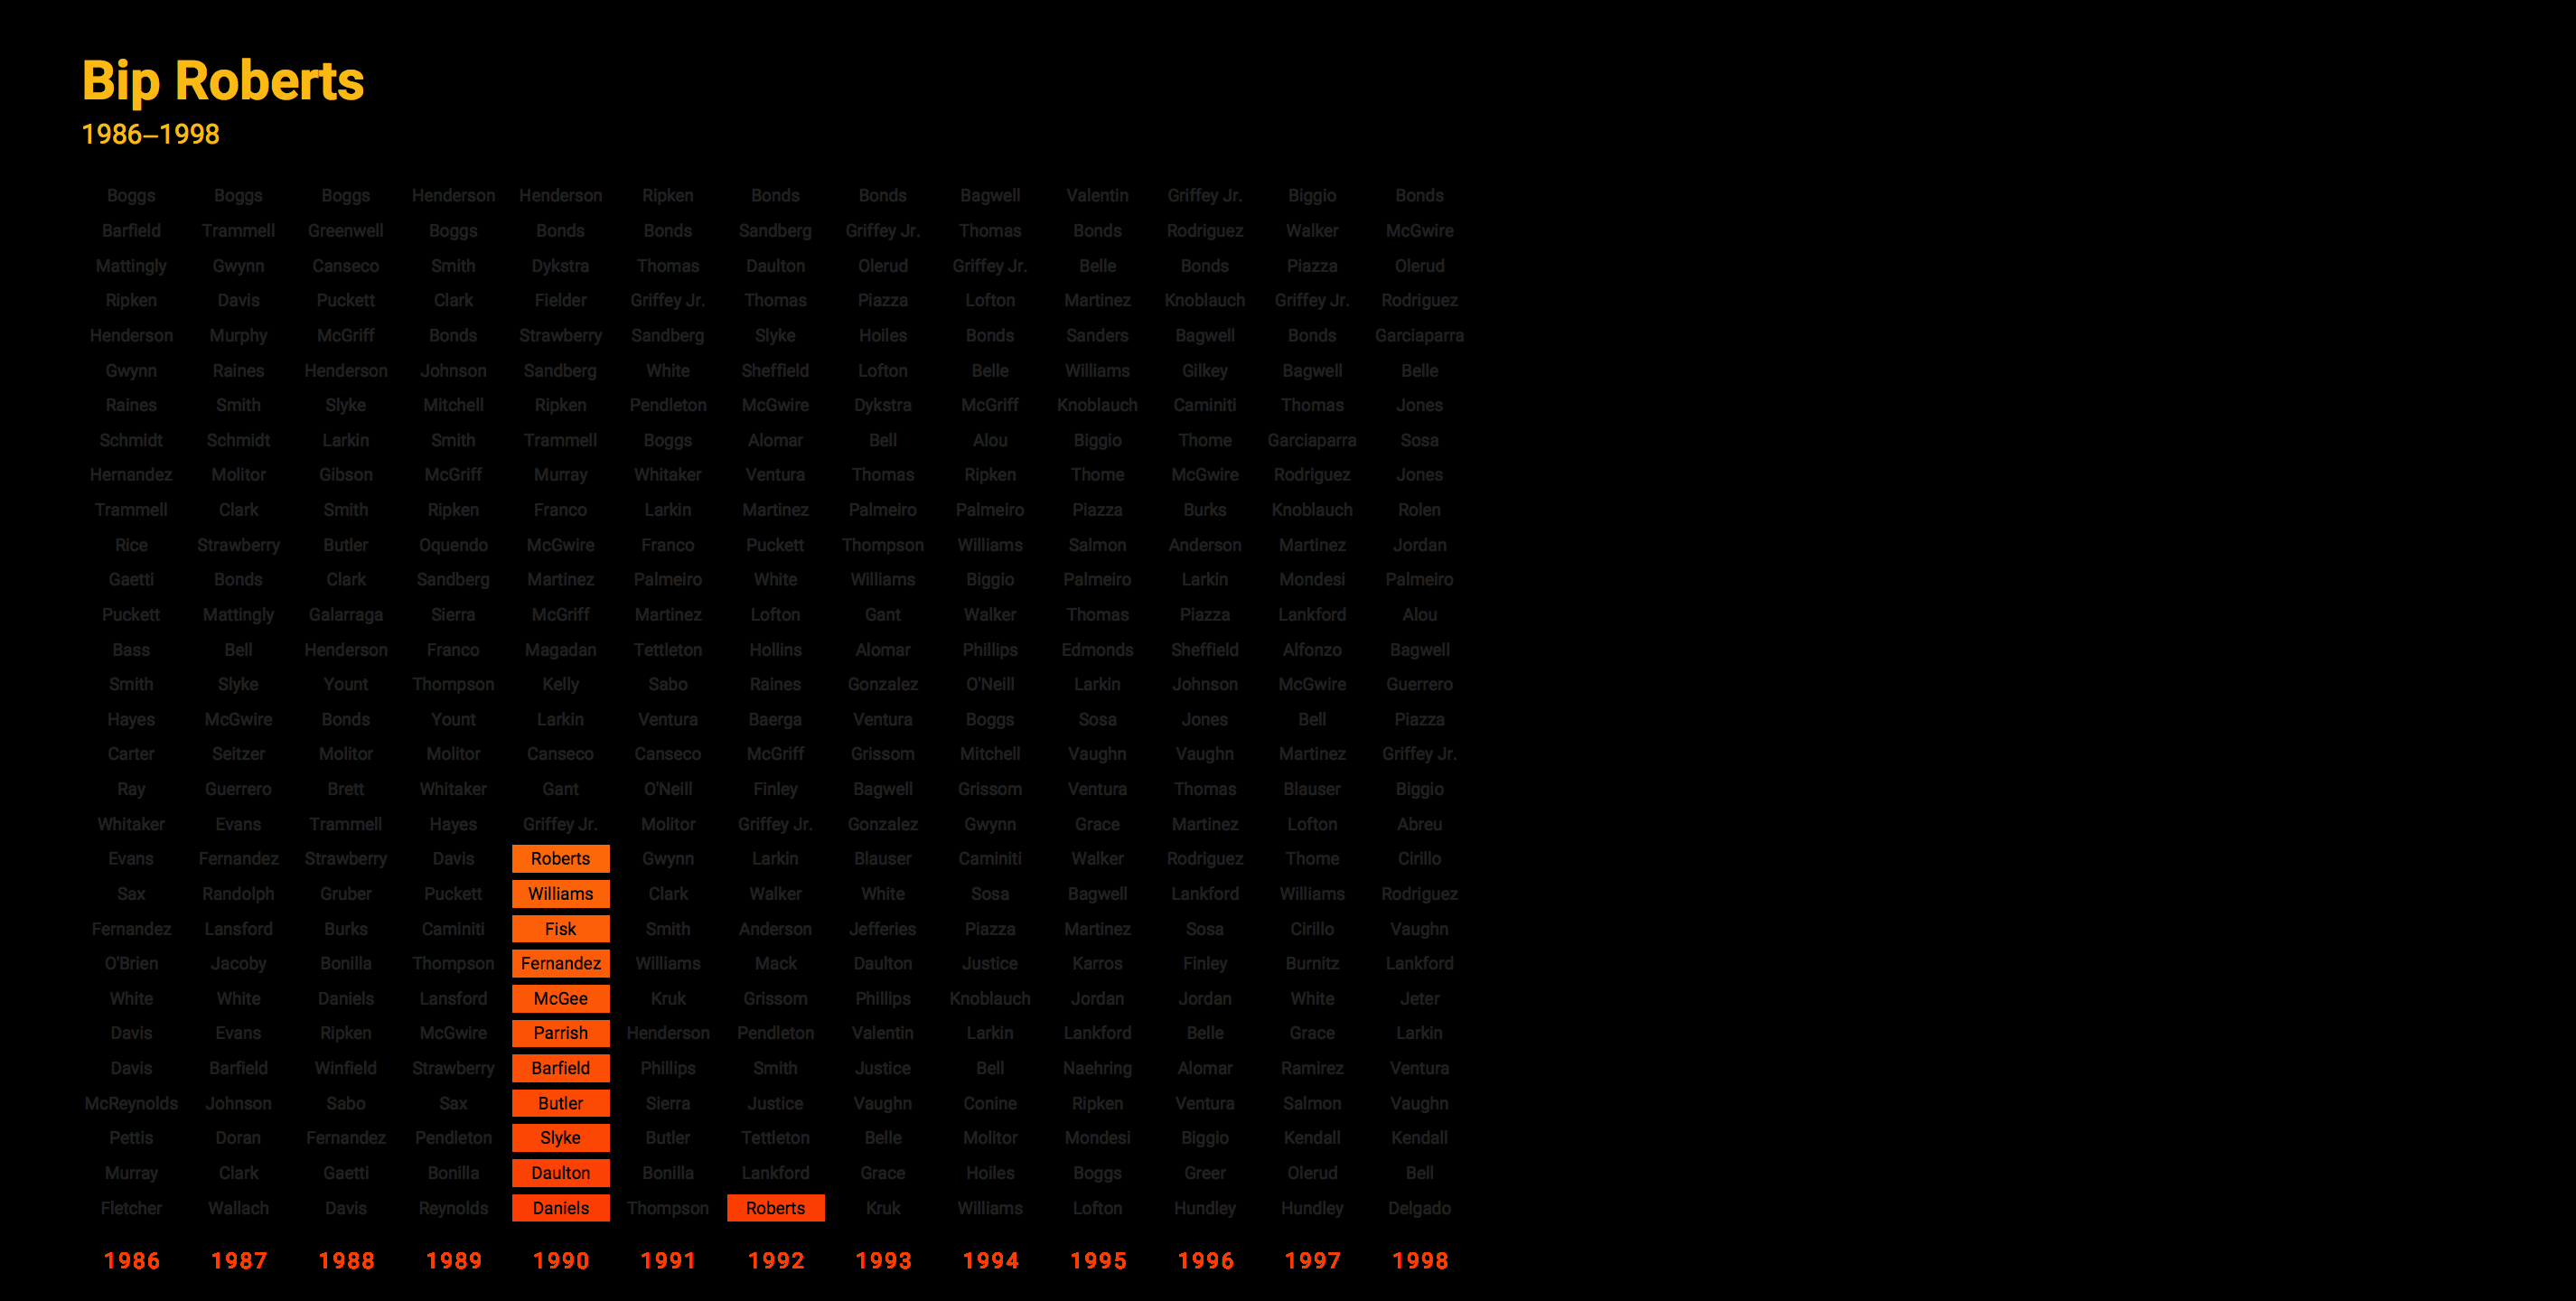 Bip Roberts
1986–1998
Boggs Boggs Boggs Henderson Henderson Ripken Bonds Bonds Bagwell Valentin Griffey Jr. Biggio Bonds
Barfield Trammell Greenwell Boggs Bonds Bonds Sandberg Griffey Jr. Thomas Bonds Rodriguez Walker McGwire
Mattingly Gwynn Canseco Smith Dykstra Thomas Daulton Olerud Griffey Jr. Belle Bonds Piazza Olerud
Ripken Davis Puckett Clark Fielder Griffey Jr. Thomas Piazza Lofton Martinez Knoblauch Griffey Jr. Rodriguez
Henderson Murphy McGriff Bonds Strawberry Sandberg Slyke Hoiles Bonds Sanders Bagwell Bonds Garciaparra
Gwynn Raines Henderson Johnson Sandberg White Sheffield Lofton Belle Williams Gilkey Bagwell Belle
Raines Smith Slyke Mitchell Ripken Pendleton McGwire Dykstra McGriff Knoblauch Caminiti Thomas Jones
Schmidt Schmidt Larkin Smith Trammell Boggs Alomar Bell Alou Biggio Thome Garciaparra Sosa
Hernandez Molitor Gibson McGriff Murray Whitaker Ventura Thomas Ripken Thome McGwire Rodriguez Jones
Trammell Clark Smith Ripken Franco Larkin Martinez Palmeiro Palmeiro Piazza Burks Knoblauch Rolen
Rice Strawberry Butler Oquendo McGwire Franco Puckett Thompson Williams Salmon Anderson Martinez Jordan
Gaetti Bonds Clark Sandberg Martinez Palmeiro White Williams Biggio Palmeiro Larkin Mondesi Palmeiro
Puckett Mattingly Galarraga Sierra McGriff Martinez Lofton Gant Walker Thomas Piazza Lankford Alou
Bass Bell Henderson Franco Magadan Tettleton Hollins Alomar Phillips Edmonds Sheffield Alfonzo Bagwell
Smith Slyke Yount Thompson Kelly Sabo Raines Gonzalez O'Neill Larkin Johnson McGwire Guerrero
Hayes McGwire Bonds Yount Larkin Ventura Baerga Ventura Boggs Sosa Jones Bell Piazza
Carter Seitzer Molitor Molitor Canseco Canseco McGriff Grissom Mitchell Vaughn Vaughn Martinez Griffey Jr.
Ray Guerrero Brett Whitaker Gant O'Neill Finley Bagwell Grissom Ventura Thomas Blauser Biggio
Whitaker Evans Trammell Hayes Griffey Jr. Molitor Griffey Jr. Gonzalez Gwynn Grace Martinez Lofton Abreu
Evans Fernandez Strawberry Davis Roberts Gwynn Larkin Blauser Caminiti Walker Rodriguez Thome Cirillo
Sax Randolph Gruber Puckett Williams Clark Walker White Sosa Bagwell Lankford Williams Rodriguez
Fernandez Lansford Burks Caminiti Fisk Smith Anderson Jefferies Piazza Martinez Sosa Cirillo Vaughn
O'Brien Jacoby Bonilla Thompson Fernandez Williams Mack Daulton Justice Karros Finley Burnitz Lankford
White White Daniels Lansford McGee Kruk Grissom Phillips Knoblauch Jordan Jordan White Jeter
Davis Evans Ripken McGwire Parrish Henderson Pendleton Valentin Larkin Lankford Belle Grace Larkin
Davis Barfield Winfield Strawberry Barfield Phillips Smith Justice Bell Naehring Alomar Ramirez Ventura
McReynolds Johnson Sabo Sax Butler Sierra Justice Vaughn Conine Ripken Ventura Salmon Vaughn
Pettis Doran Fernandez Pendleton Slyke Butler Tettleton Belle Molitor Mondesi Biggio Kendall Kendall
Murray Clark Gaetti Bonilla Daulton Bonilla Lankford Grace Hoiles Boggs Greer Olerud Bell
Fletcher Wallach Davis Reynolds Daniels Thompson Roberts Kruk Williams Lofton Hundley Hundley Delgado
1986 1987 1988 1989 1990 1991 1992 1993 1994 1995 1996 1997 1998